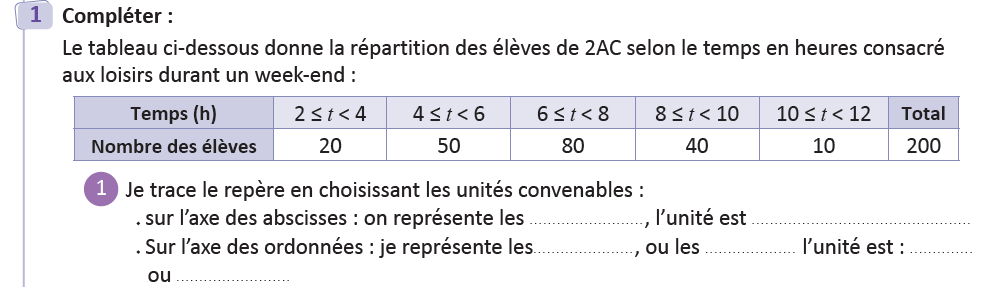 1 Compléter :
Le tableau ci-dessous donne la répartition des élèves de 2AC selon le temps en heures consacré
aux loisirs durant un week-end :
Temps (h) 2 ≤ t < 4 4 ≤ t < 6 6 ≤ t < 8 8 ≤ t < 10 10 ≤ t < 12 Total
Nombre des élèves 20 50 80 40 10 200
1 Je trace le repère en choisissant les unités convenables :
. sur l’axe des abscisses : on représente les ........................, l’unité est ..............................................
. Sur l’axe des ordonnées : je représente les....................., ou les ................... l’unité est : .............
ou ........................